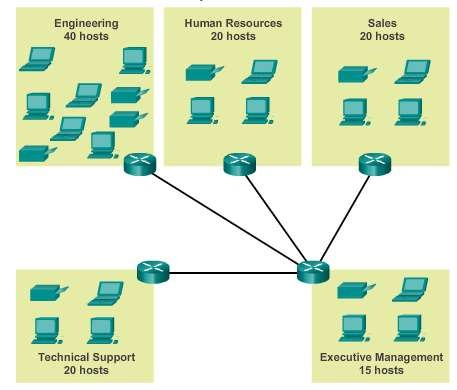 Engineering
40 hosts
Human Resources
20 hosts
Sales
20 hosts
Technical Support
20 hosts
Executive Management
15 hosts